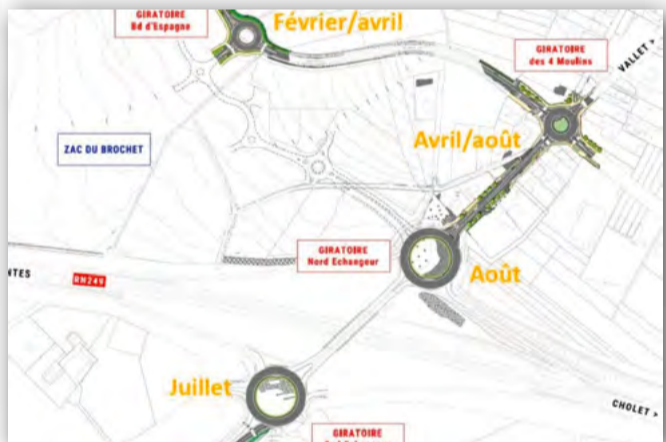 GIRATOIRE
Bd d'Espagne
Février/avril
GIRATOIRE
des 4 Moulins
VALLET >
Avril/août
ZAC DU BROCHET
GIRATOIRE
Nord Echangeur
Août
NTES
RN249
Juillet
CHOLET >
GIRATOIRE